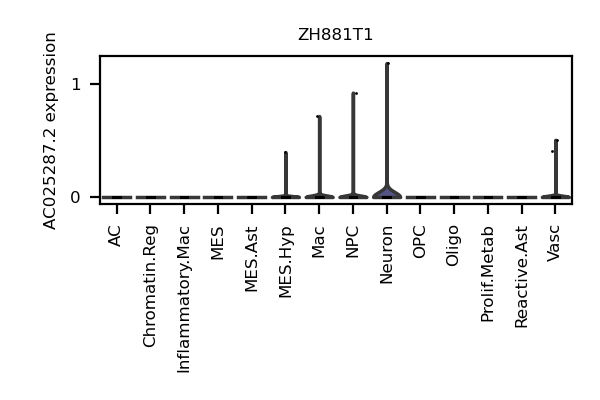 ZH881T1
AC025287.2 expression
1
0
AC
Chromatin.Reg
Inflammatory.Mac
MES
MES.Ast
MES.Hyp
Mac
NPC
Neuron
OPC
Oligo
Prolif.Metab
Reactive.Ast
Vasc